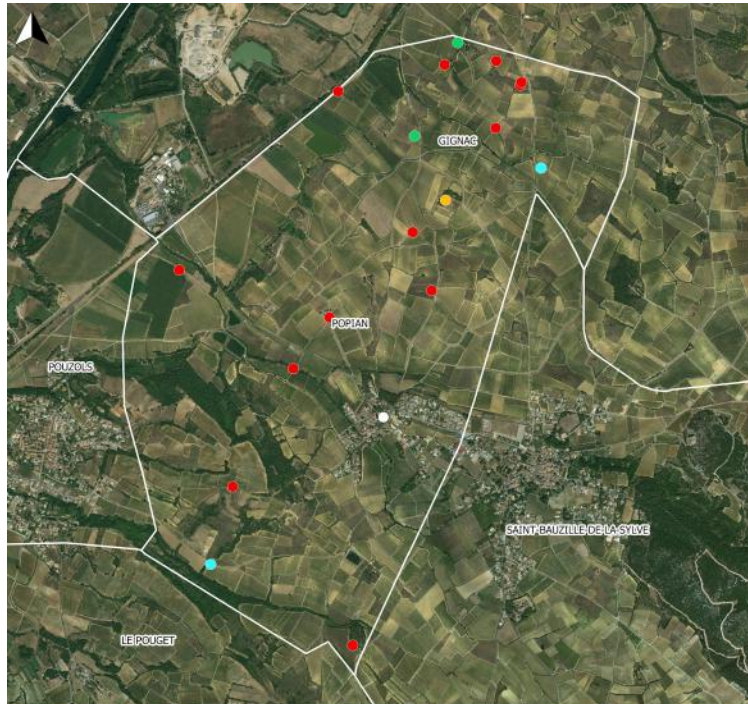 GIGNAC
POPIAN
POUZOLS
SAINT-BAUZILLE-DE-LA-SYLVE
LE POUGET